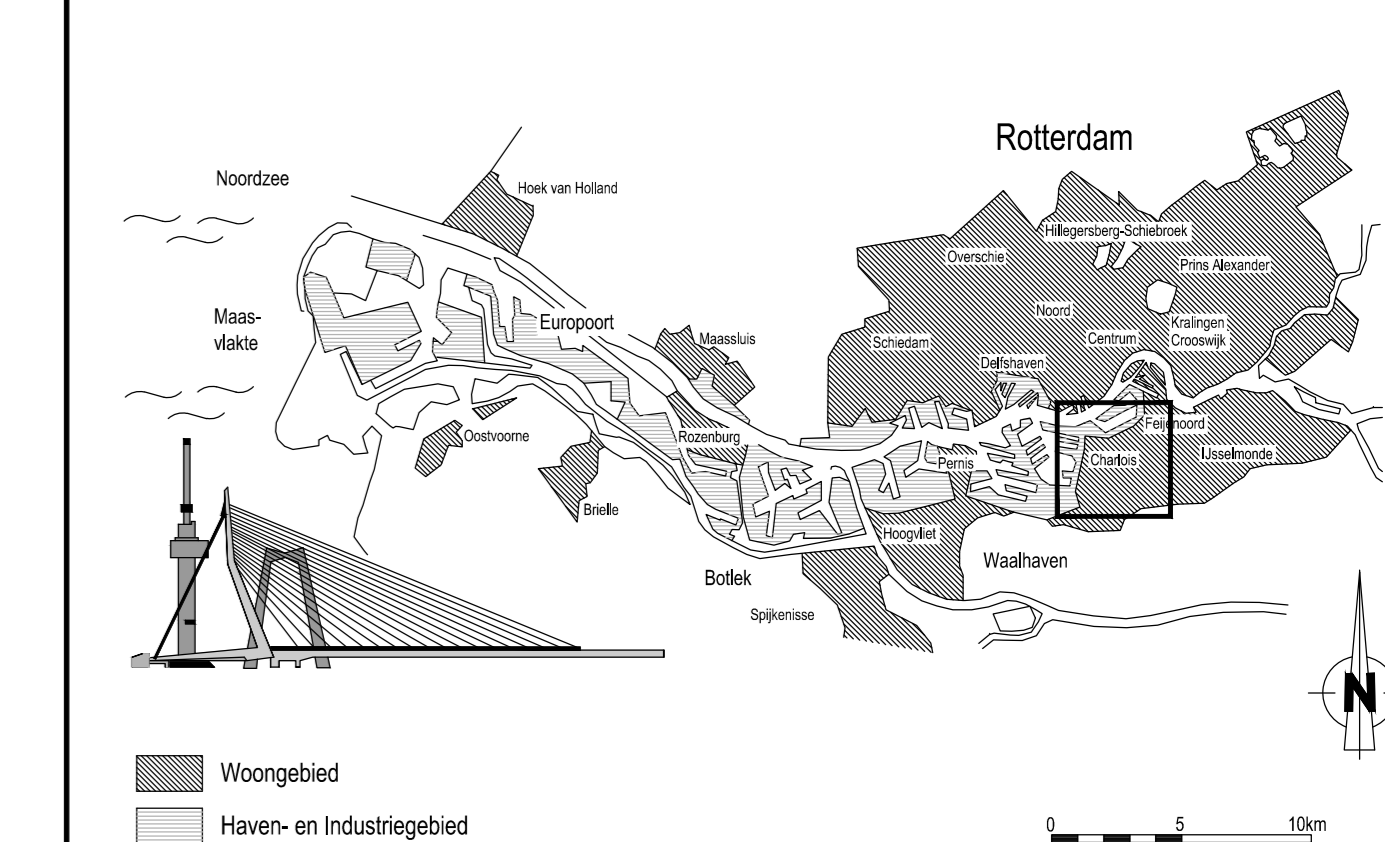 Rotterdam
Noordzee
Hoek van Holland
Hillegersberg-Schiebroek
Overschie
Prins Alexander
Maas-
vlakte
Europoort
Noord
Kralingen
Crooswijk
Maassluis
Schiedam
Centrum
Delfshaven
Oostvoorne
Rozenburg
Feijenoord
Pernis
Charlois
IJsselmonde
Brielle
Hoogvliet
Waalhaven
Botlek
Spijkenisse
N
Woongebied
Haven- en Industriegebied
0 5 10km